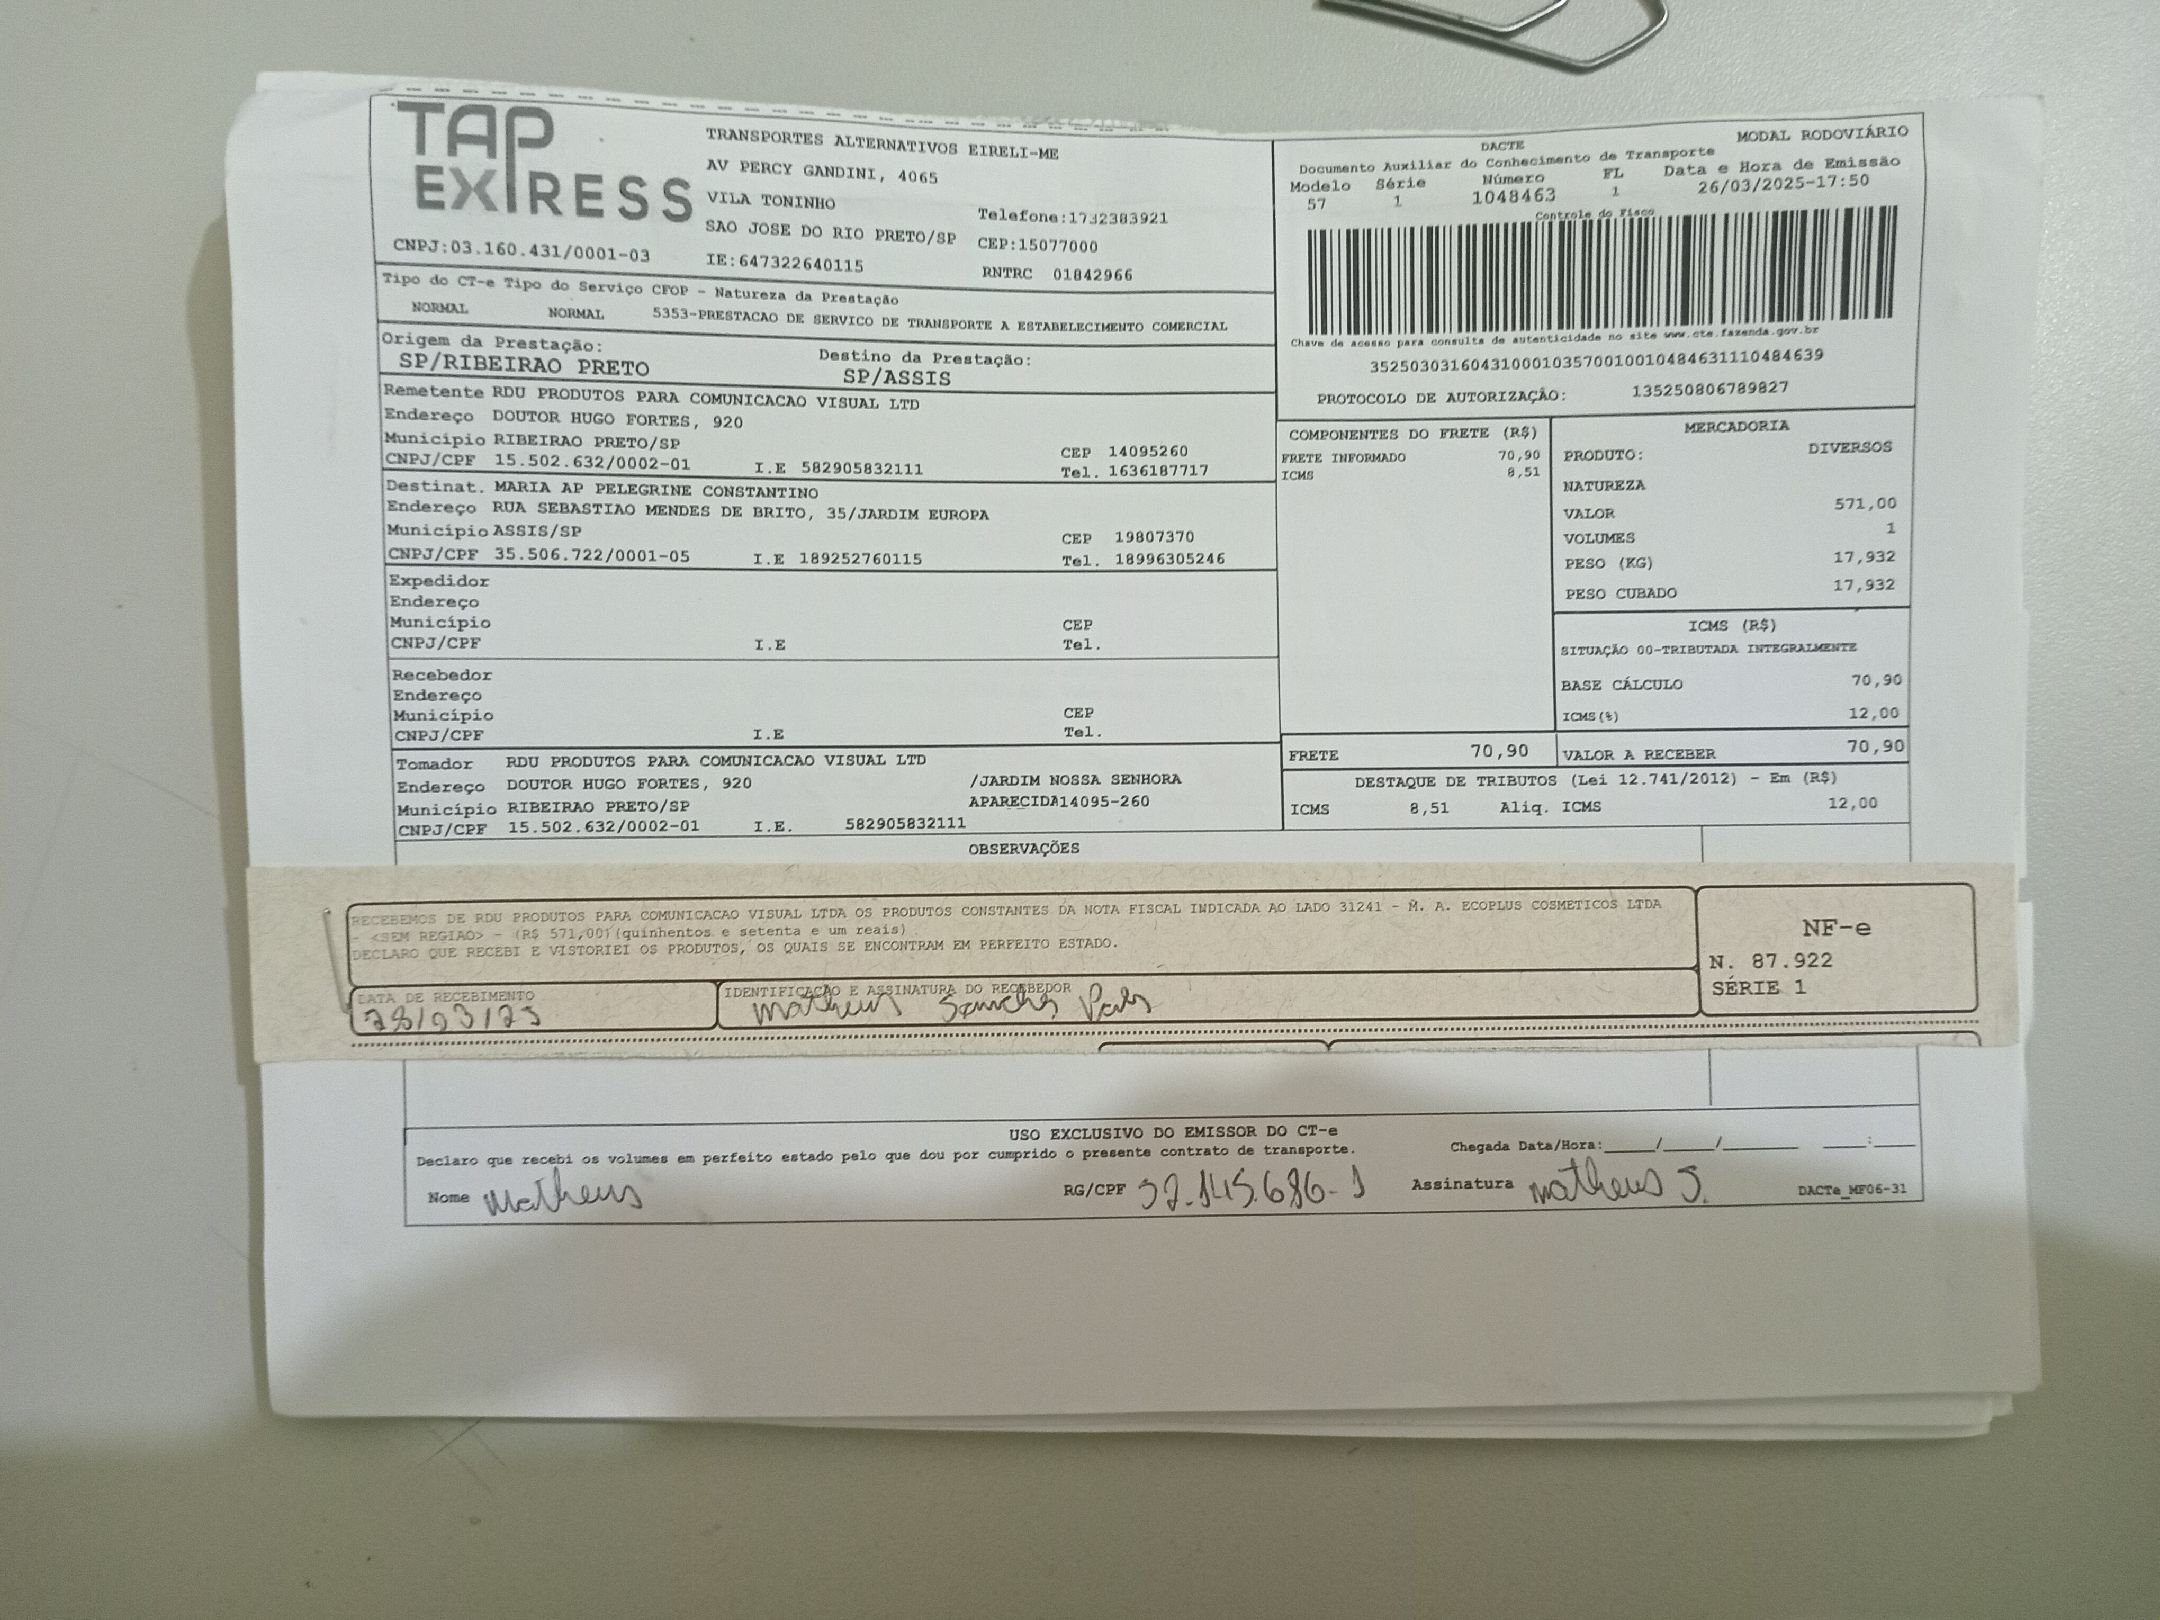 TAP EXPRESS
CNPJ:03.160.431/0001-03
TRANSPORTES ALTERNATIVOS EIRELI-ME
AV PERCY GANDINI, 4065
VILA TONINHO
Telefone:1732383921
SAO JOSE DO RIO PRETO/SP CEP:15077000
IE:647322640115 RNTRC 01842966
DACTE MODAL RODOVIÁRIO
Documento Auxiliar do Conhecimento de Transporte
Modelo Série Número FL Data e Hora de Emissão
57 1 1048463 1 26/03/2025-17:50
Controle do Fisco
Chave de acesso para consulta de autenticidade no site www.cte.fazenda.gov.br
35250303160431000103570010010484631110484639
PROTOCOLO DE AUTORIZAÇÃO: 135250806789827
Tipo do CT-e Tipo do Serviço CFOP - Natureza da Prestação
NORMAL NORMAL 5353-PRESTACAO DE SERVICO DE TRANSPORTE A ESTABELECIMENTO COMERCIAL
Origem da Prestação: Destino da Prestação:
SP/RIBEIRAO PRETO SP/ASSIS
Remetente RDU PRODUTOS PARA COMUNICACAO VISUAL LTD
Endereço DOUTOR HUGO FORTES, 920
Município RIBEIRAO PRETO/SP CEP 14095260
CNPJ/CPF 15.502.632/0002-01 I.E 582905832111 Tel. 1636187717
Destinat. MARIA AP PELEGRINE CONSTANTINO
Endereço RUA SEBASTIAO MENDES DE BRITO, 35/JARDIM EUROPA
Município ASSIS/SP CEP 19807370
CNPJ/CPF 35.506.722/0001-05 I.E 189252760115 Tel. 18996305246
Expedidor
Endereço
Município CEP
CNPJ/CPF I.E Tel.
Recebedor
Endereço
Município CEP
CNPJ/CPF I.E Tel.
Tomador RDU PRODUTOS PARA COMUNICACAO VISUAL LTD
Endereço DOUTOR HUGO FORTES, 920 /JARDIM NOSSA SENHORA
Município RIBEIRAO PRETO/SP APARECIDA14095-260
CNPJ/CPF 15.502.632/0002-01 I.E. 582905832111
COMPONENTES DO FRETE (R$)
FRETE INFORMADO 70,90
ICMS 8,51
MERCADORIA
PRODUTO: DIVERSOS
NATUREZA
VALOR 571,00
VOLUMES 1
PESO (KG) 17,932
PESO CUBADO 17,932
ICMS (R$)
SITUAÇÃO 00-TRIBUTADA INTEGRALMENTE
BASE CÁLCULO 70,90
ICMS(%) 12,00
FRETE 70,90 VALOR A RECEBER 70,90
DESTAQUE DE TRIBUTOS (Lei 12.741/2012) - Em (R$)
ICMS 8,51 Aliq. ICMS 12,00
OBSERVAÇÕES
RECEBEMOS DE RDU PRODUTOS PARA COMUNICACAO VISUAL LTDA OS PRODUTOS CONSTANTES DA NOTA FISCAL INDICADA AO LADO 31241 - M. A. ECOPLUS COSMETICOS LTDA
- <SEM REGIAO> - (R$ 571,00)(quinhentos e setenta e um reais)
DECLARO QUE RECEBI E VISTORIEI OS PRODUTOS, OS QUAIS SE ENCONTRAM EM PERFEITO ESTADO.
NF-e
N. 87.922
SÉRIE 1
DATA DE RECEBIMENTO IDENTIFICAÇÃO E ASSINATURA DO RECEBEDOR
28/03/25 Matheus
USO EXCLUSIVO DO EMISSOR DO CT-e
Declaro que recebi os volumes em perfeito estado pelo que dou por cumprido o presente contrato de transporte. Chegada Data/Hora:____/____/______ ____:____
Nome Matheus RG/CPF Assinatura Matheus S. DACTe_MF06-31